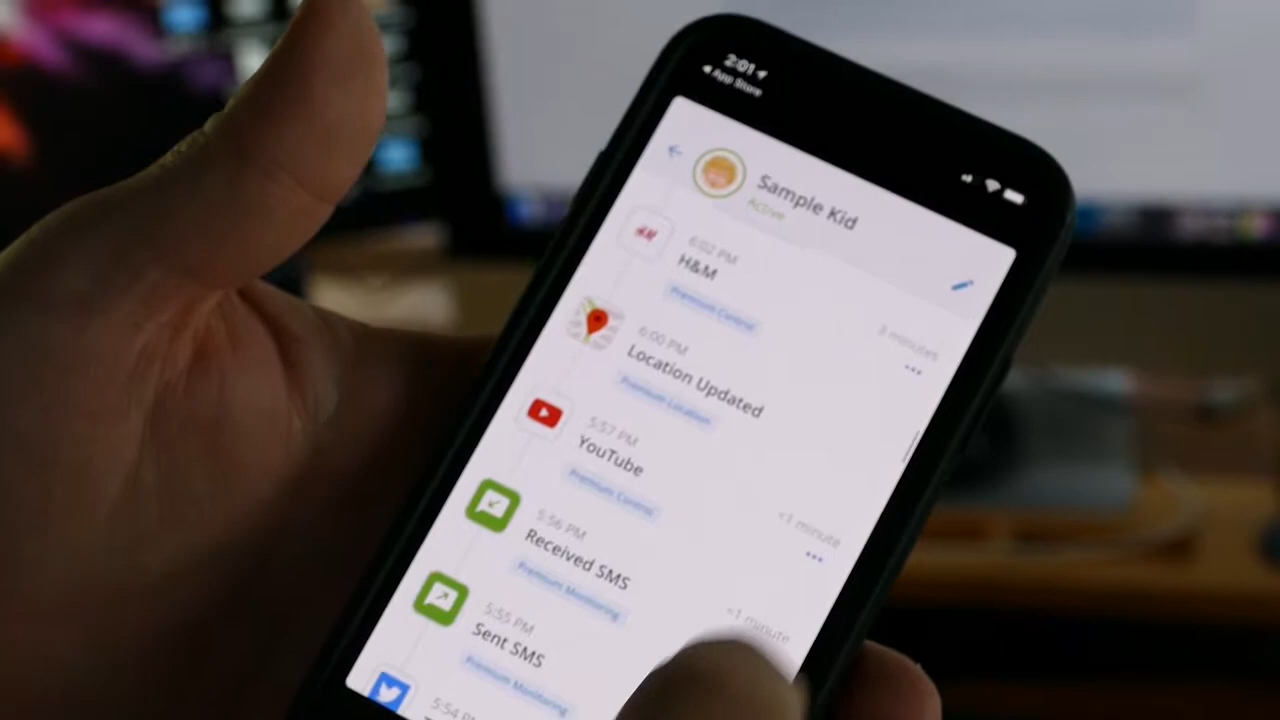 2:01
App Store
Sample Kid
Active
6:02 PM
H&M
Premium Control
2 minutes
6:00 PM
Location Updated
Premium Location
5:57 PM
YouTube
Premium Control
<1 minute
5:56 PM
Received SMS
Premium Monitoring
<1 minute
5:55 PM
Sent SMS
Premium Monitoring
5:54 PM